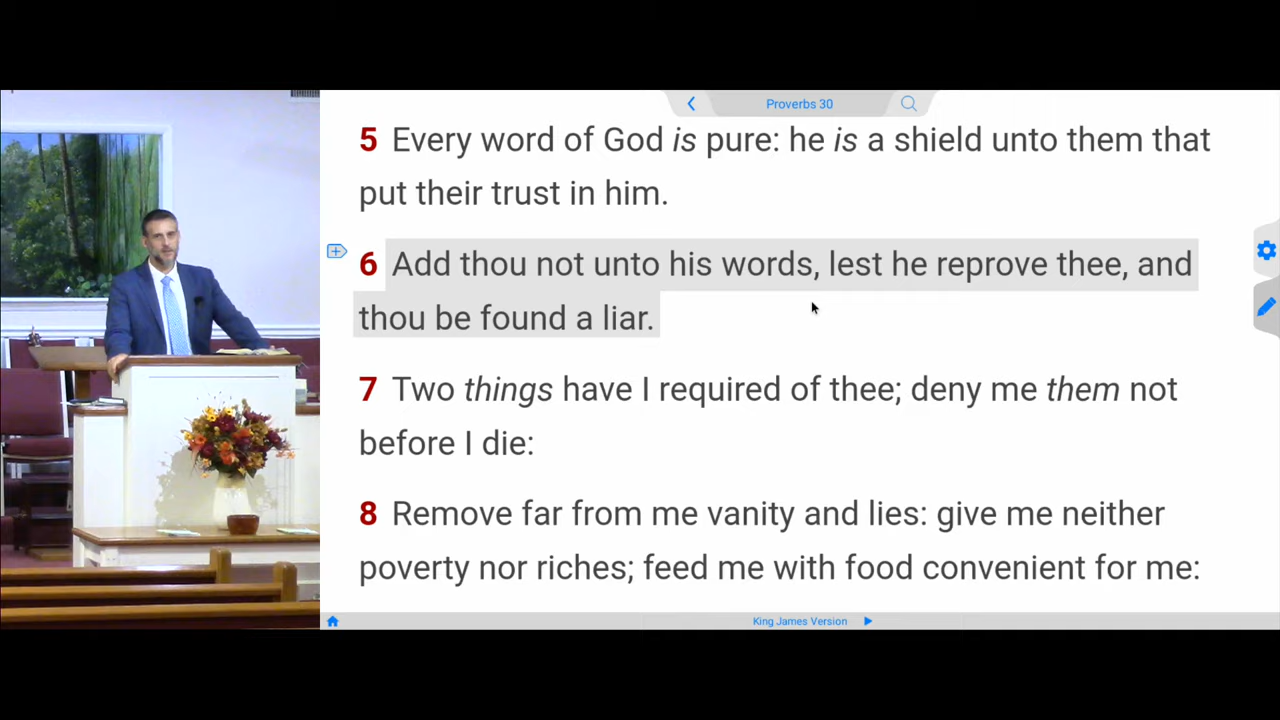 Proverbs 30
5 Every word of God is pure: he is a shield unto them that
put their trust in him.
6 Add thou not unto his words, lest he reprove thee, and
thou be found a liar.
7 Two things have I required of thee; deny me them not
before I die:
8 Remove far from me vanity and lies: give me neither
poverty nor riches; feed me with food convenient for me:
King James Version